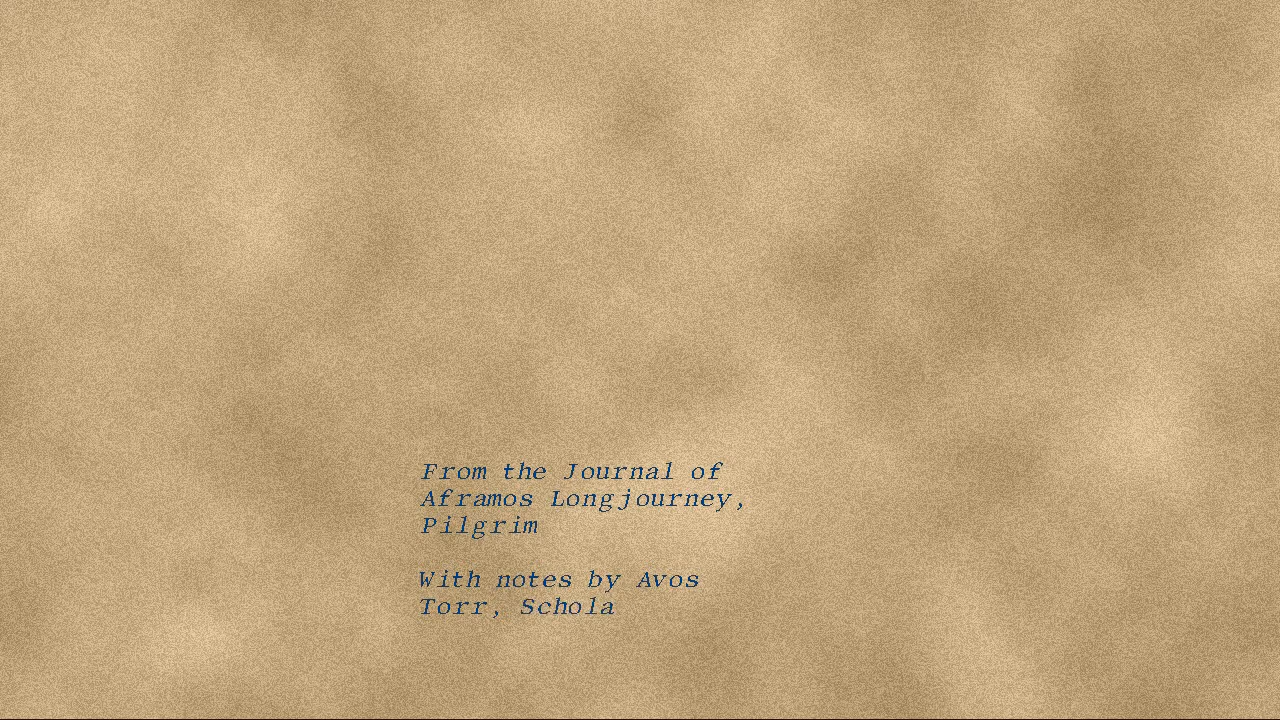 From the Journal of
Aframos Longjourney,
Pilgrim
With notes by Avos
Torr, Schola